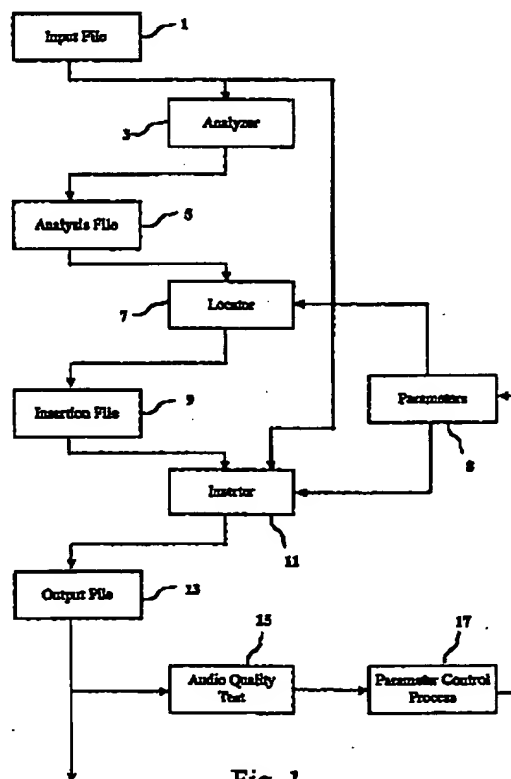 Input File
1
Analyzer
3
Analysis File
5
Locator
7
Insertion File
9
Parameters
8
Inserter
11
Output File
13
15
Audio Quality
Test
17
Parameter Control
Process
Fig. 1